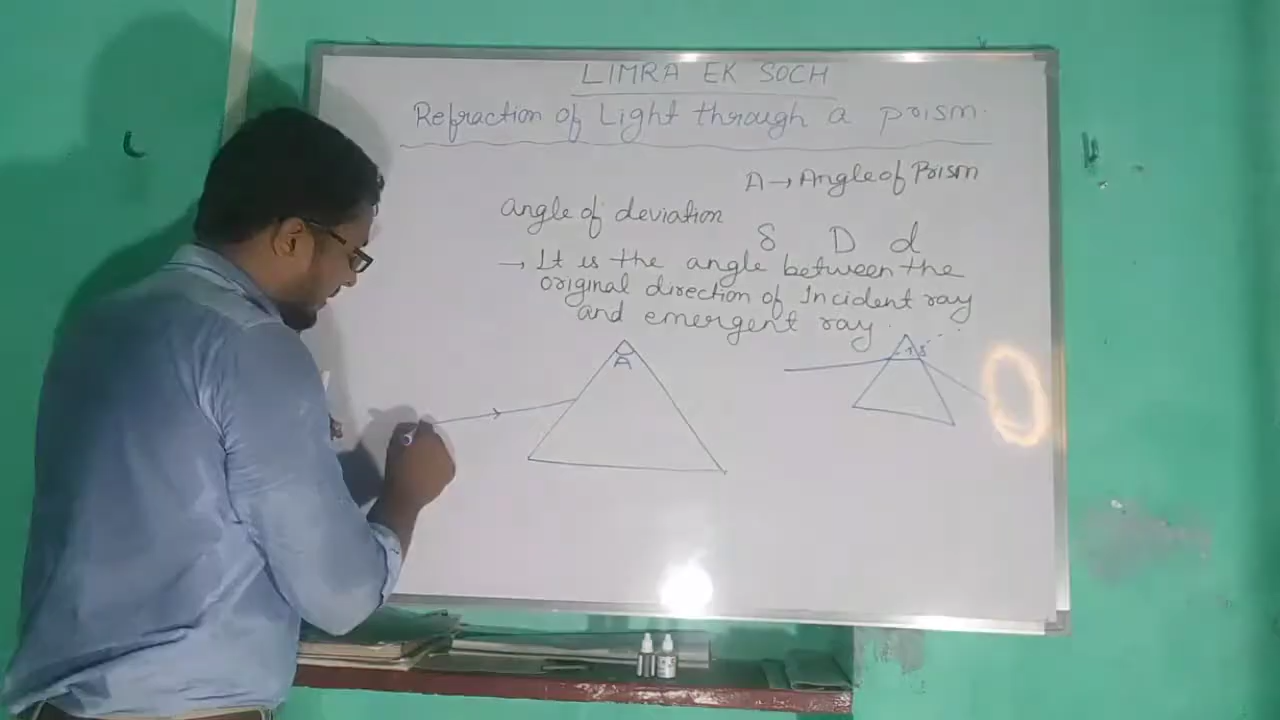 LIMRA EK SOCH
Refraction of Light through a prism.
A → Angle of Prism
Angle of deviation
δ D d
→ It is the angle between the
original direction of Incident ray
and emergent ray.
A
δ